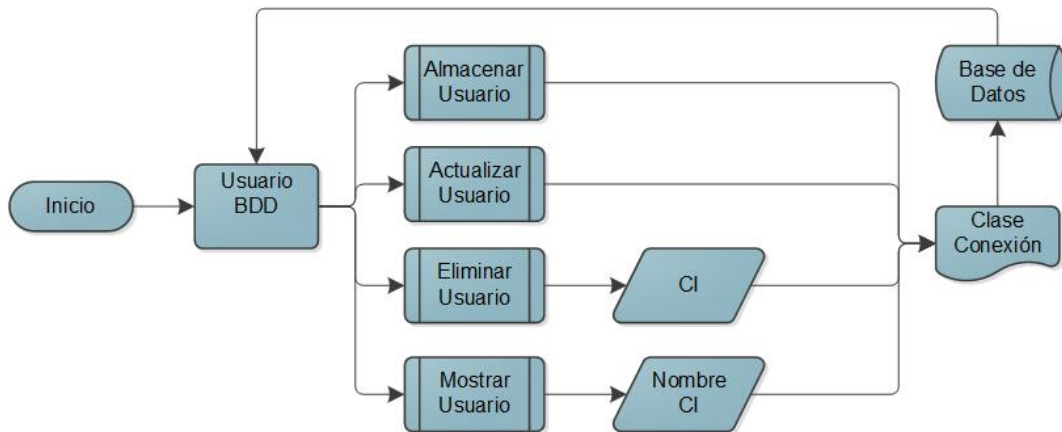 Almacenar
Usuario
Base de
Datos
Inicio
Usuario
BDD
Actualizar
Usuario
Clase
Conexión
Eliminar
Usuario
CI
Mostrar
Usuario
Nombre
CI